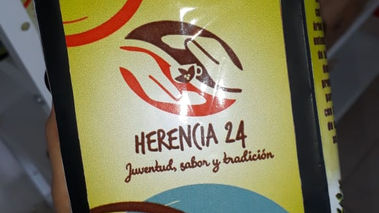 HERENCIA 24
Juventud, sabor y tradición